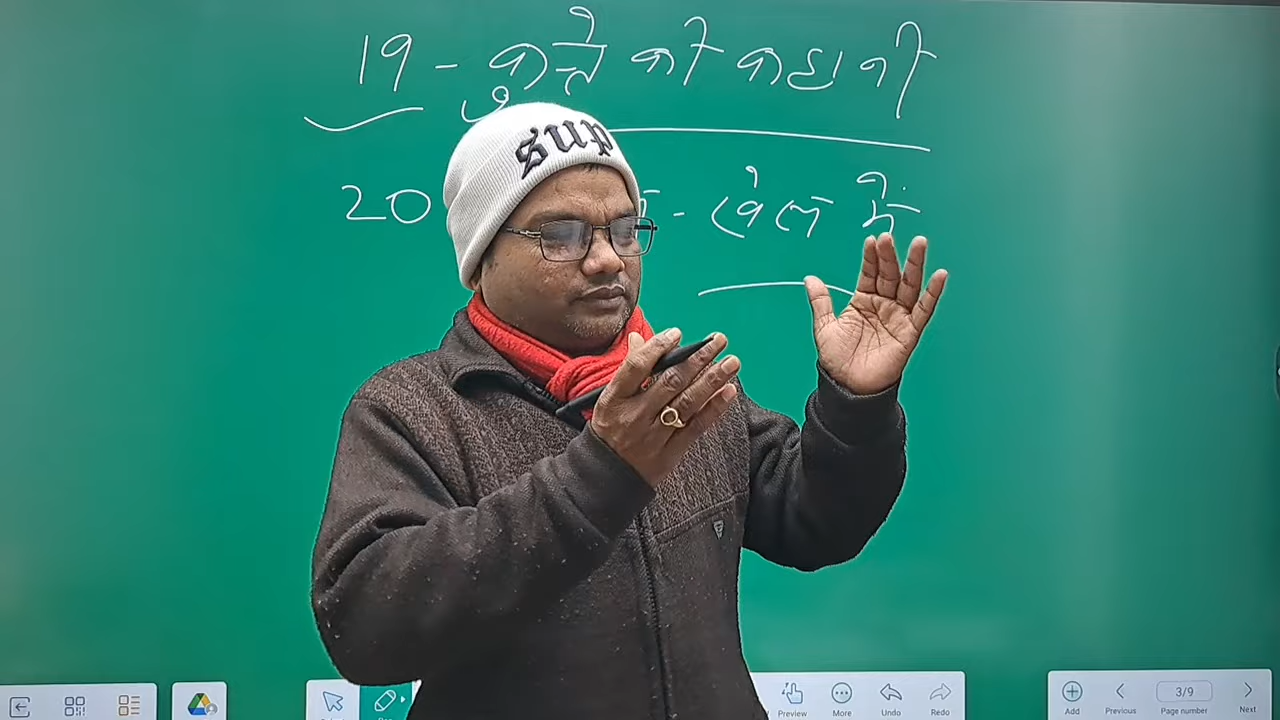 19 - कुत्ते की कहानी
sup
20 - खेल में
Preview More Undo Redo Add Previous 3/9 Page number Next